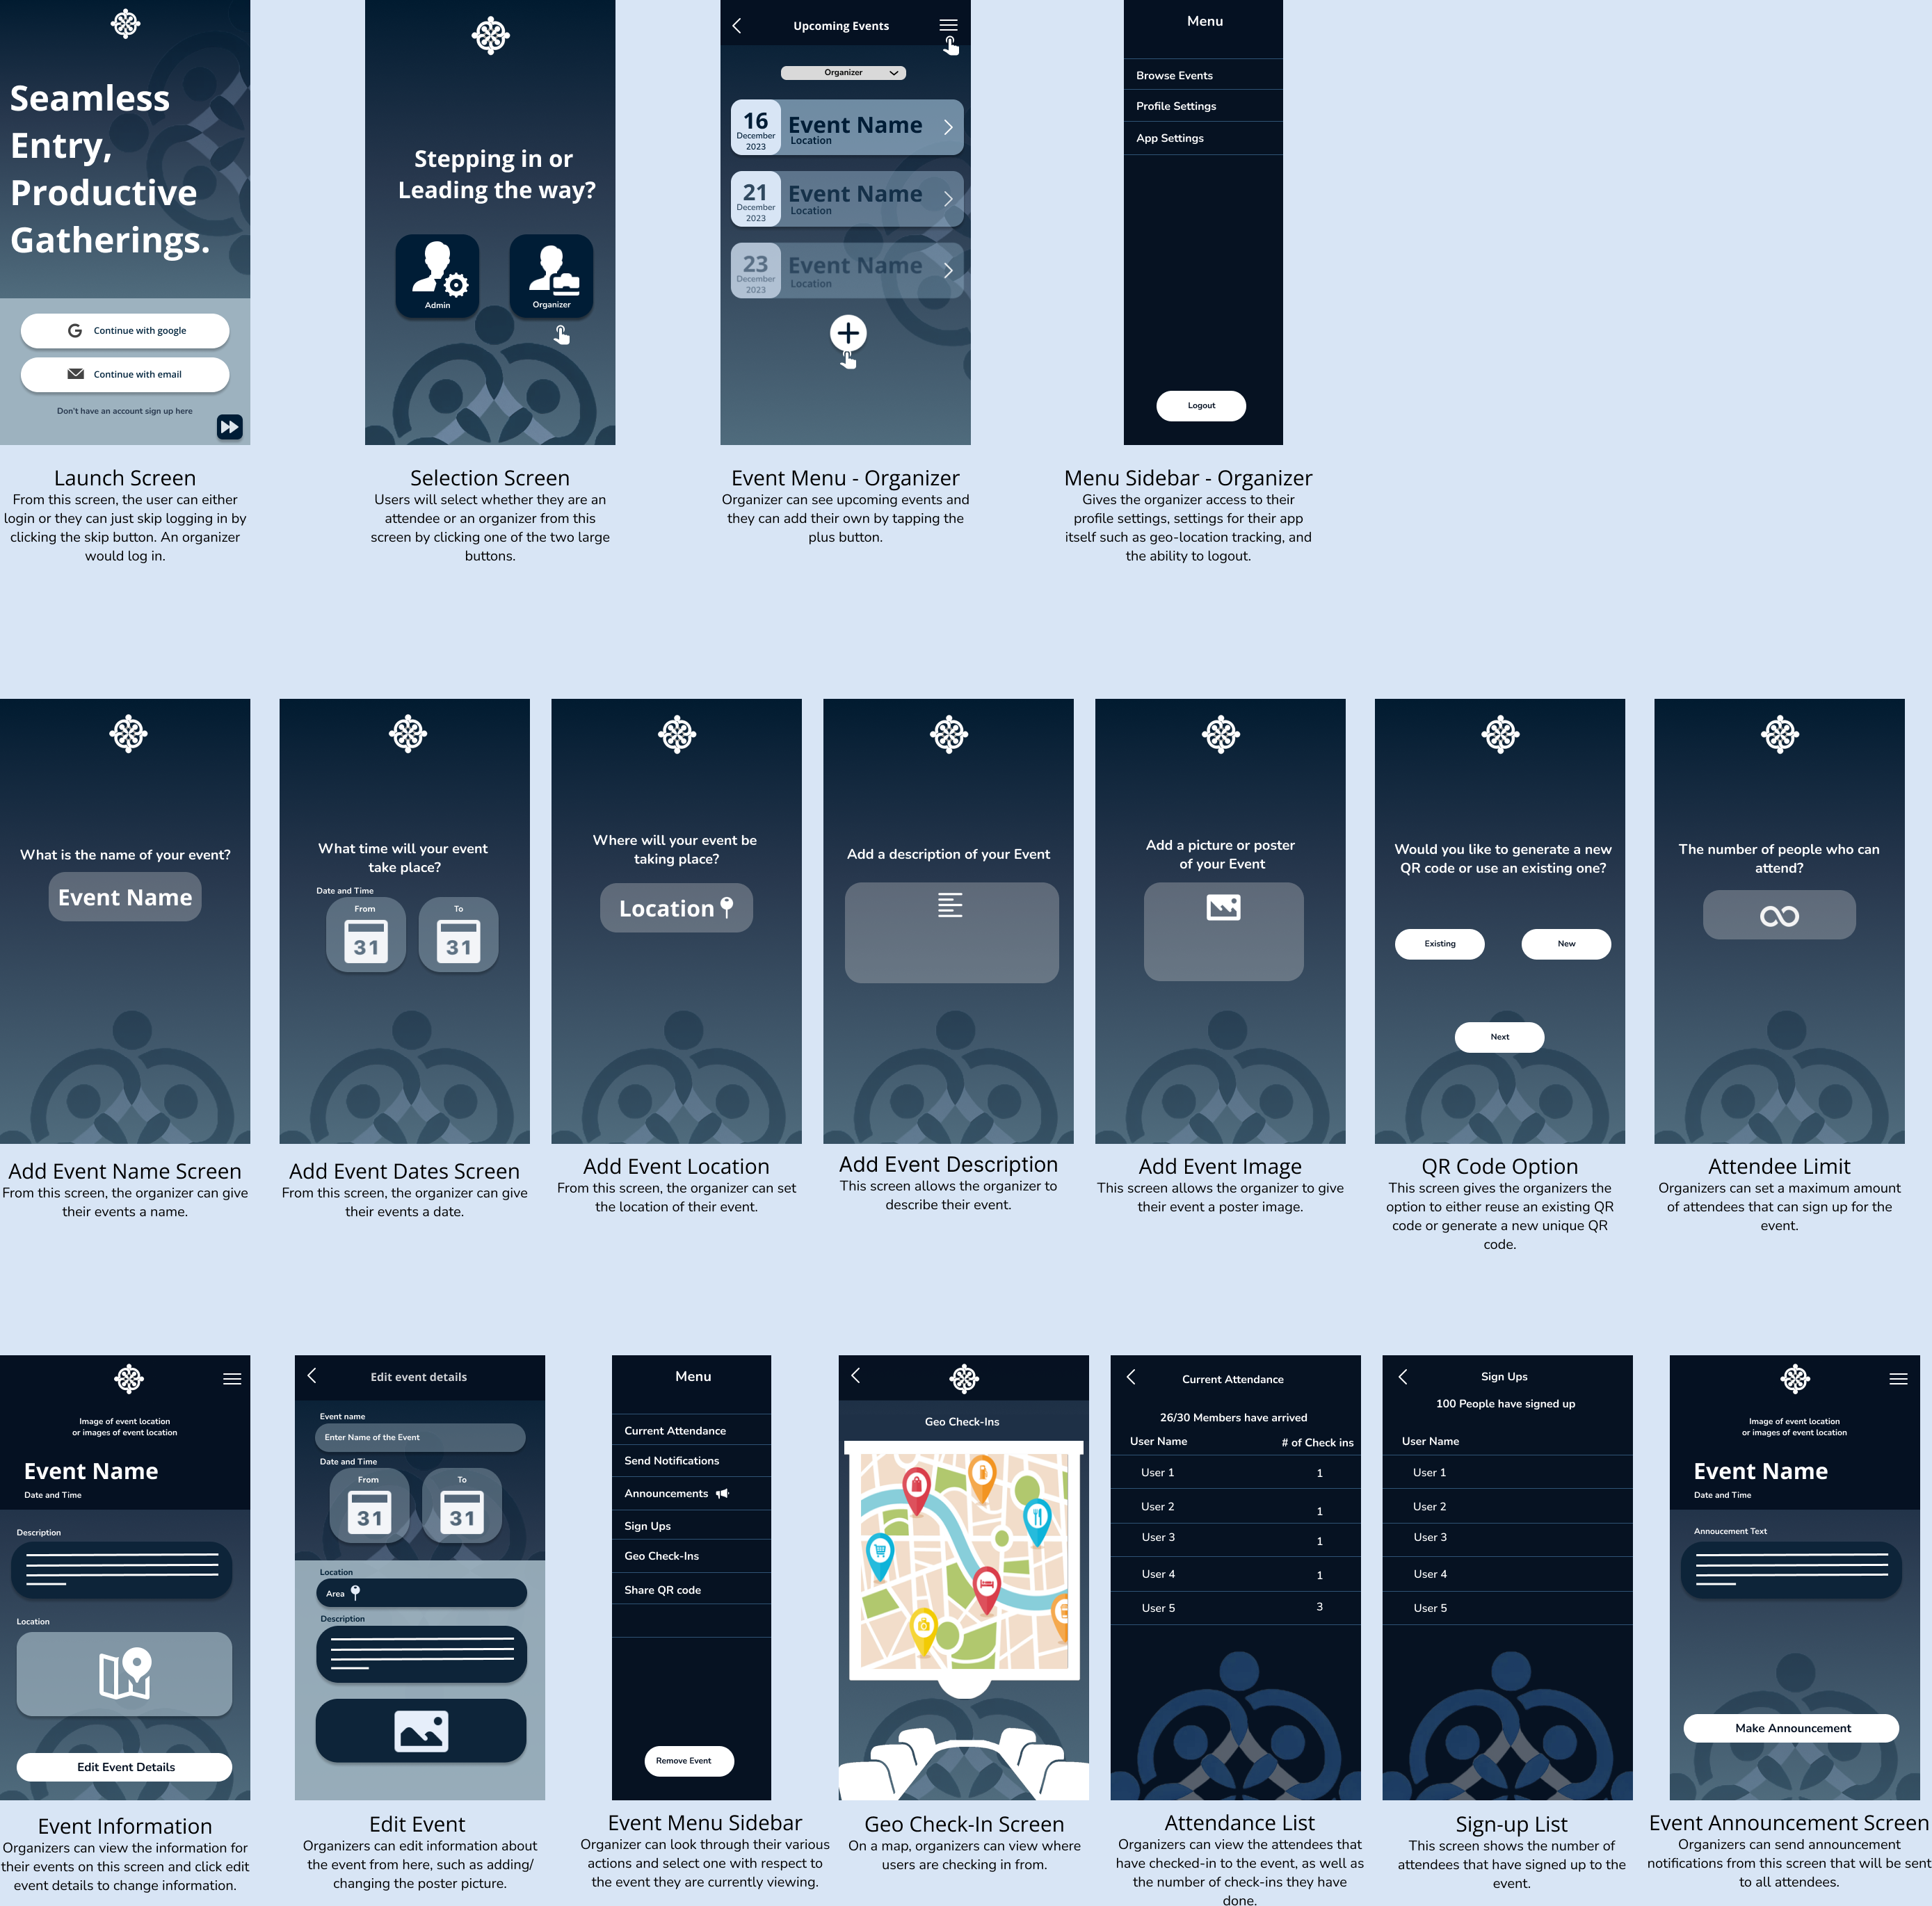 Seamless
Entry,
Productive
Gatherings.
Continue with google
Continue with email
Don't have an account sign up here
Launch Screen
From this screen, the user can either
login or they can just skip logging in by
clicking the skip button. An organizer
would log in.
Stepping in or
Leading the way?
Admin
Organizer
Selection Screen
Users will select whether they are an
attendee or an organizer from this
screen by clicking one of the two large
buttons.
Upcoming Events
Organizer
16
December
2023
Event Name
Location
21
December
2023
Event Name
Location
23
December
2023
Event Name
Location
Event Menu - Organizer
Organizer can see upcoming events and
they can add their own by tapping the
plus button.
Menu
Browse Events
Profile Settings
App Settings
Logout
Menu Sidebar - Organizer
Gives the organizer access to their
profile settings, settings for their app
itself such as geo-location tracking, and
the ability to logout.
What is the name of your event?
Event Name
Add Event Name Screen
From this screen, the organizer can give
their events a name.
What time will your event
take place?
Date and Time
From
31
To
31
Add Event Dates Screen
From this screen, the organizer can give
their events a date.
Where will your event be
taking place?
Location
Add Event Location
From this screen, the organizer can set
the location of their event.
Add a description of your Event
Add Event Description
This screen allows the organizer to
describe their event.
Add a picture or poster
of your Event
Add Event Image
This screen allows the organizer to give
their event a poster image.
Would you like to generate a new
QR code or use an existing one?
Existing
New
Next
QR Code Option
This screen gives the organizers the
option to either reuse an existing QR
code or generate a new unique QR
code.
The number of people who can
attend?
Attendee Limit
Organizers can set a maximum amount
of attendees that can sign up for the
event.
Image of event location
or images of event location
Event Name
Date and Time
Description
Location
Edit Event Details
Event Information
Organizers can view the information for
their events on this screen and click edit
event details to change information.
Edit event details
Event name
Enter Name of the Event
Date and Time
From
31
To
31
Location
Area
Description
Edit Event
Organizers can edit information about
the event from here, such as adding/
changing the poster picture.
Menu
Current Attendance
Send Notifications
Announcements
Sign Ups
Geo Check-Ins
Share QR code
Remove Event
Event Menu Sidebar
Organizer can look through their various
actions and select one with respect to
the event they are currently viewing.
Geo Check-Ins
Geo Check-In Screen
On a map, organizers can view where
users are checking in from.
Current Attendance
26/30 Members have arrived
User Name # of Check ins
User 1 1
User 2 1
User 3 1
User 4 1
User 5 3
Attendance List
Organizers can view the attendees that
have checked-in to the event, as well as
the number of check-ins they have
done.
Sign Ups
100 People have signed up
User Name
User 1
User 2
User 3
User 4
User 5
Sign-up List
This screen shows the number of
attendees that have signed up to the
event.
Image of event location
or images of event location
Event Name
Date and Time
Annoucement Text
Make Announcement
Event Announcement Screen
Organizers can send announcement
notifications from this screen that will be sent
to all attendees.